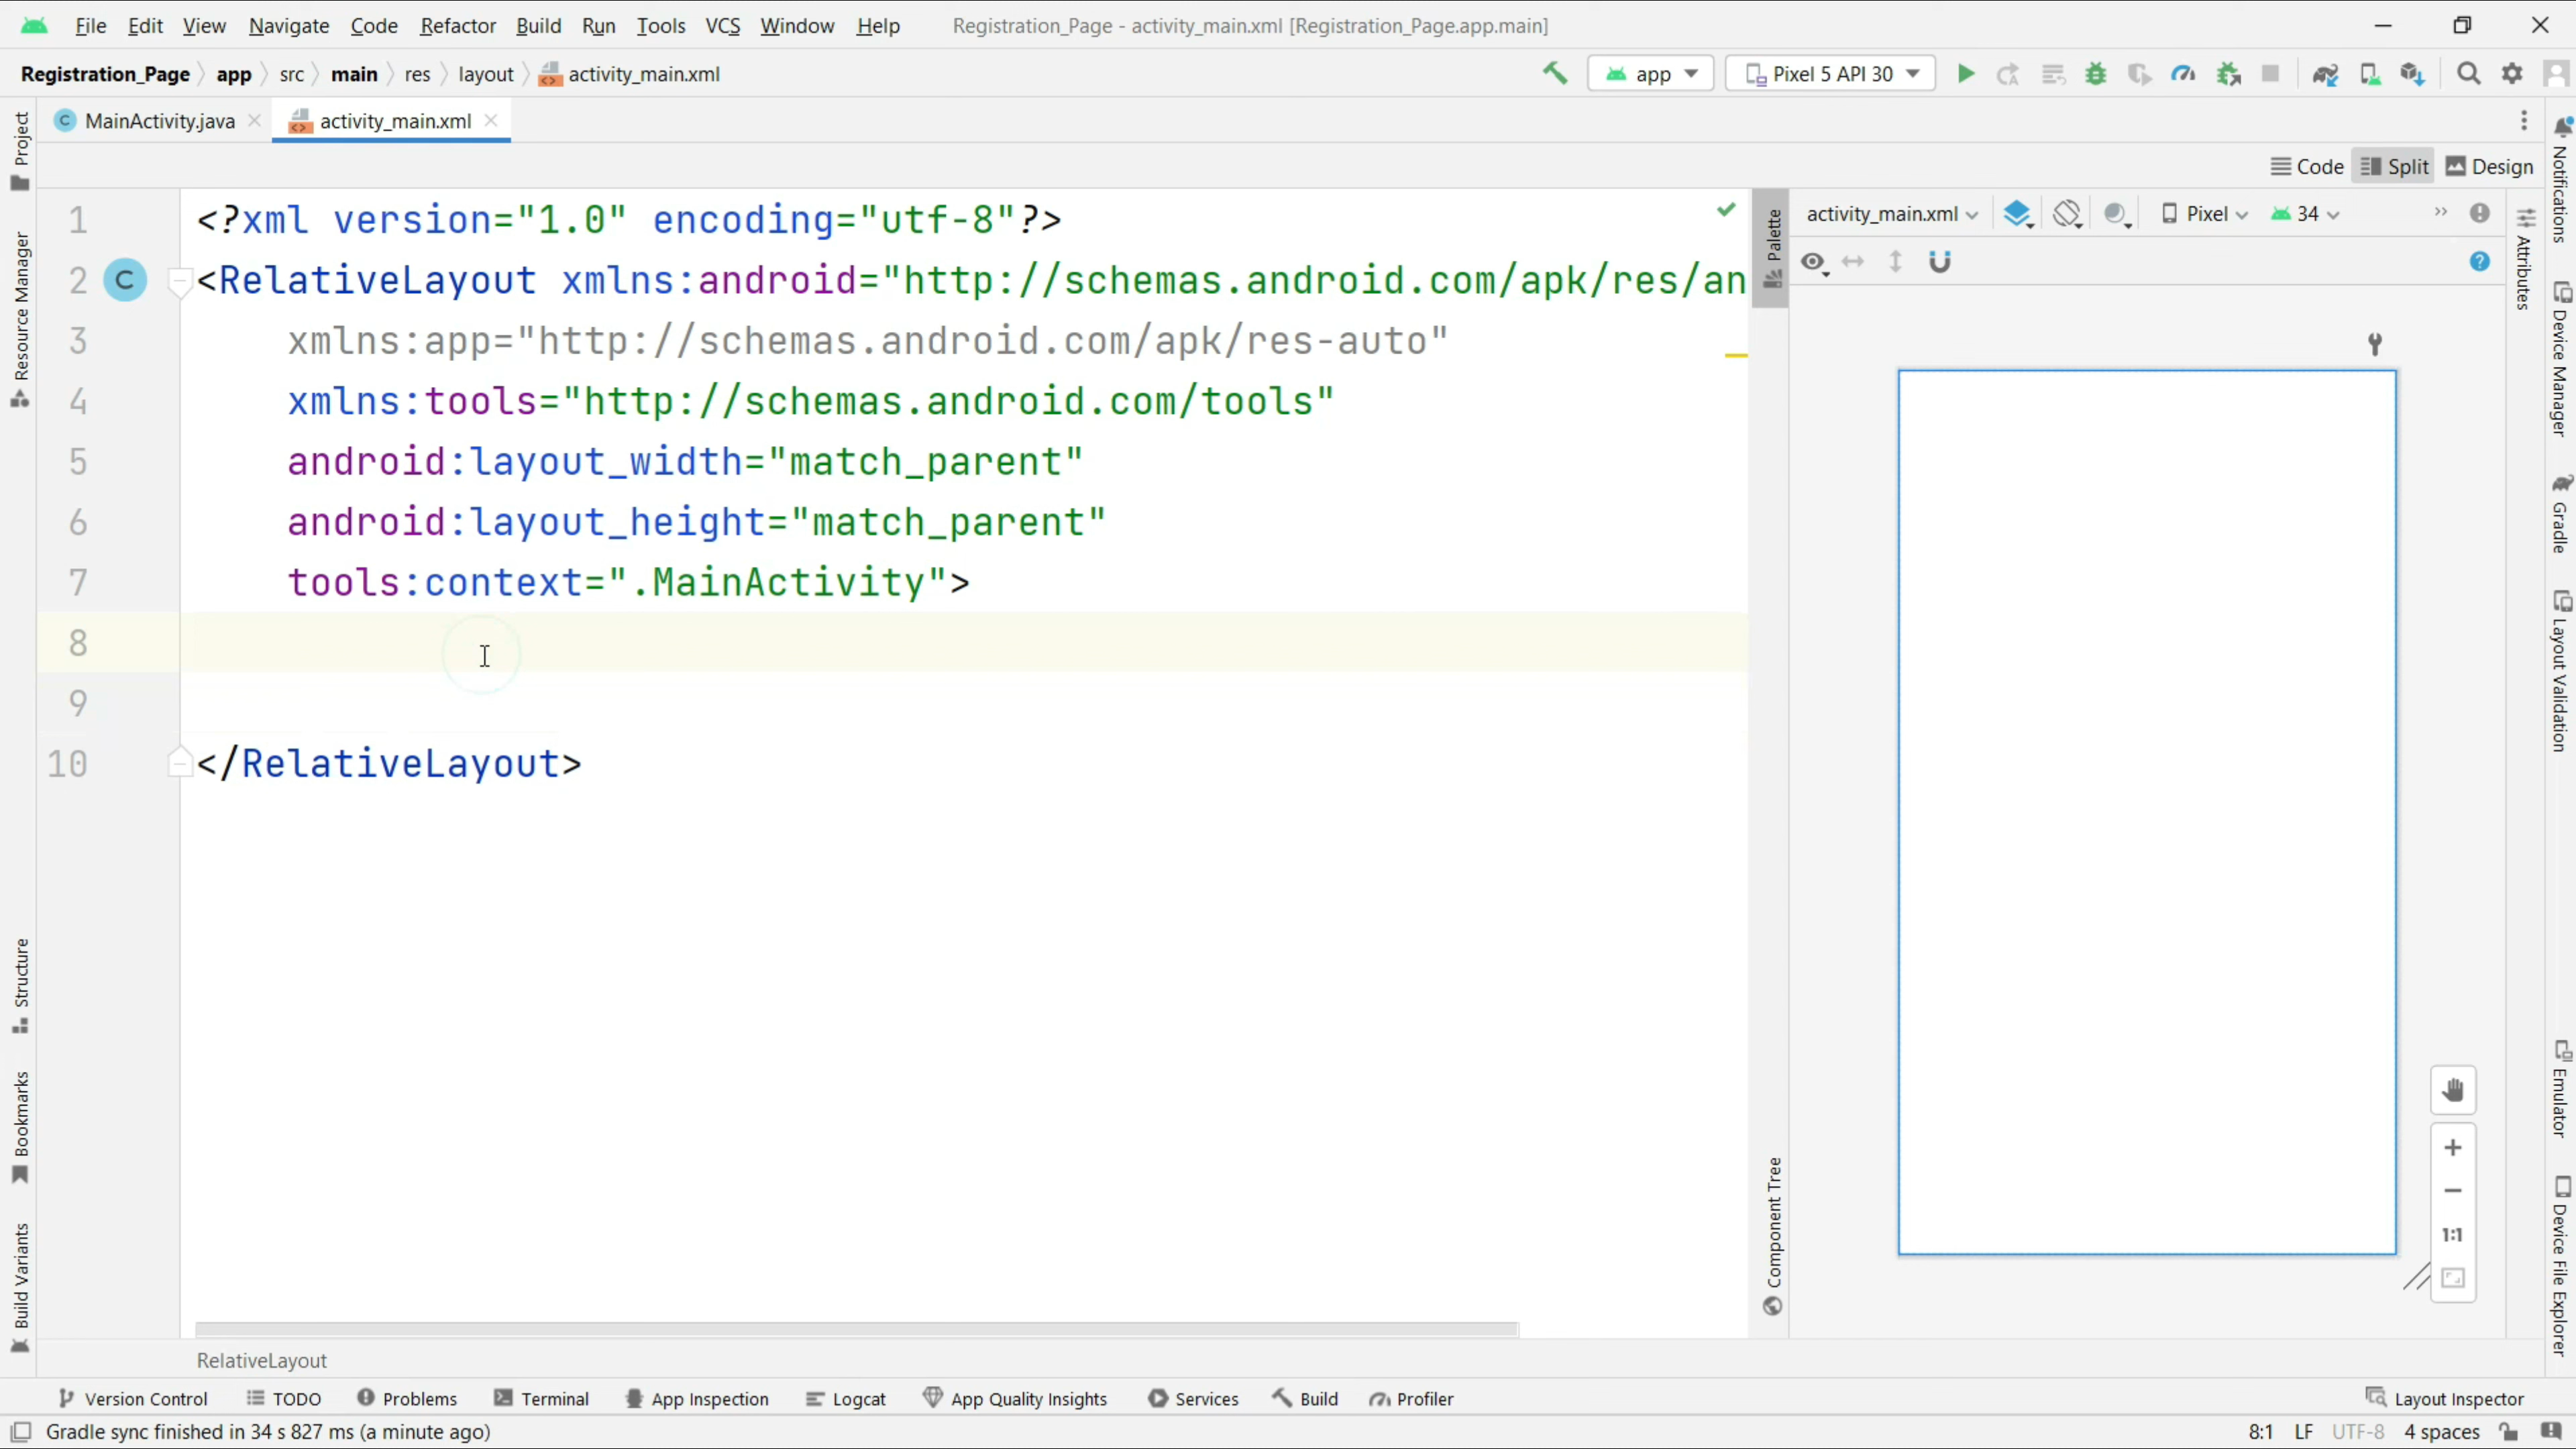 File Edit View Navigate Code Refactor Build Run Tools VCS Window Help Registration_Page - activity_main.xml [Registration_Page.app.main]
Registration_Page app src main res layout activity_main.xml app Pixel 5 API 30
MainActivity.java activity_main.xml
Code Split Design
activity_main.xml Pixel 34
1 <?xml version="1.0" encoding="utf-8"?>
2 <RelativeLayout xmlns:android="http://schemas.android.com/apk/res/an
3 xmlns:app="http://schemas.android.com/apk/res-auto"
4 xmlns:tools="http://schemas.android.com/tools"
5 android:layout_width="match_parent"
6 android:layout_height="match_parent"
7 tools:context=".MainActivity">
8
9
10 </RelativeLayout>
Project
Resource Manager
Structure
Bookmarks
Build Variants
Palette
Component Tree
Attributes
Notifications
Device Manager
Gradle
Layout Validation
Emulator
Device File Explorer
1:1
RelativeLayout
Version Control TODO Problems Terminal App Inspection Logcat App Quality Insights Services Build Profiler Layout Inspector
Gradle sync finished in 34 s 827 ms (a minute ago) 8:1 LF UTF-8 4 spaces